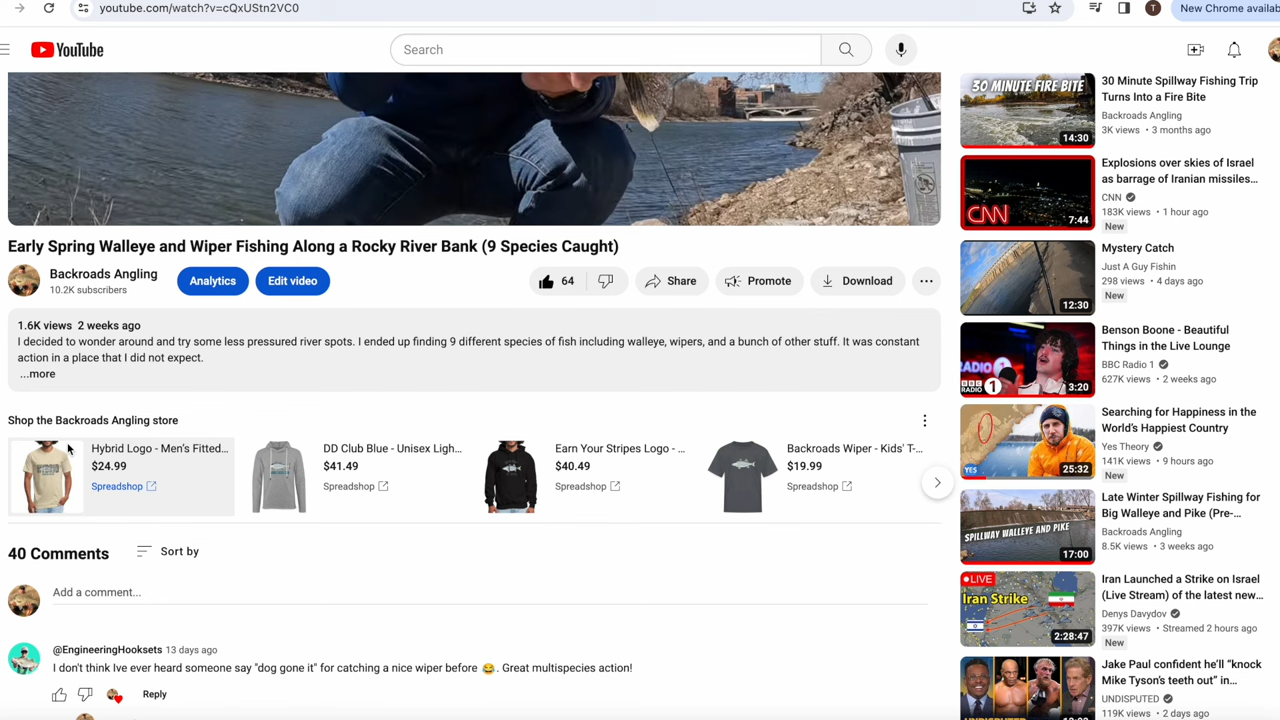 youtube.com/watch?v=cQxUStn2VC0
T
New Chrome availab
YouTube
Search
Early Spring Walleye and Wiper Fishing Along a Rocky River Bank (9 Species Caught)
Backroads Angling
10.2K subscribers
Analytics
Edit video
64
Share
Promote
Download
1.6K views 2 weeks ago
I decided to wonder around and try some less pressured river spots. I ended up finding 9 different species of fish including walleye, wipers, and a bunch of other stuff. It was constant
action in a place that I did not expect.
...more
Shop the Backroads Angling store
Hybrid Logo - Men's Fitted...
$24.99
Spreadshop
DD Club Blue - Unisex Ligh...
$41.49
Spreadshop
Earn Your Stripes Logo - ...
$40.49
Spreadshop
Backroads Wiper - Kids' T-...
$19.99
Spreadshop
40 Comments
Sort by
Add a comment...
@EngineeringHooksets 13 days ago
I don't think Ive ever heard someone say "dog gone it" for catching a nice wiper before 😂. Great multispecies action!
Reply
30 MINUTE FIRE BITE
14:30
30 Minute Spillway Fishing Trip
Turns Into a Fire Bite
Backroads Angling
3K views • 3 months ago
CNN
7:44
Explosions over skies of Israel
as barrage of Iranian missiles...
CNN
183K views • 1 hour ago
New
12:30
Mystery Catch
Just A Guy Fishin
298 views • 4 days ago
New
RADIO 1
BBC RADIO 1
3:20
Benson Boone - Beautiful
Things in the Live Lounge
BBC Radio 1
627K views • 2 weeks ago
YES
25:32
Searching for Happiness in the
World's Happiest Country
Yes Theory
141K views • 9 hours ago
New
SPILLWAY WALLEYE AND PIKE
17:00
Late Winter Spillway Fishing for
Big Walleye and Pike (Pre-...
Backroads Angling
8.5K views • 3 weeks ago
LIVE
Iran Strike
2:28:47
Iran Launched a Strike on Israel
(Live Stream) of the latest new...
Denys Davydov
397K views • Streamed 2 hours ago
New
Jake Paul confident he'll "knock
Mike Tyson's teeth out" in...
UNDISPUTED
119K views • 2 days ago